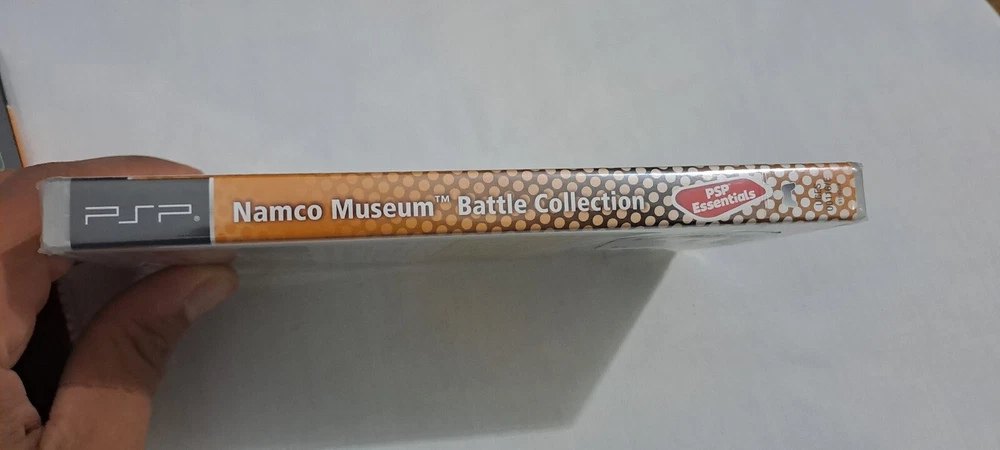 PSP
Namco Museum™ Battle Collection
PSP
Essentials